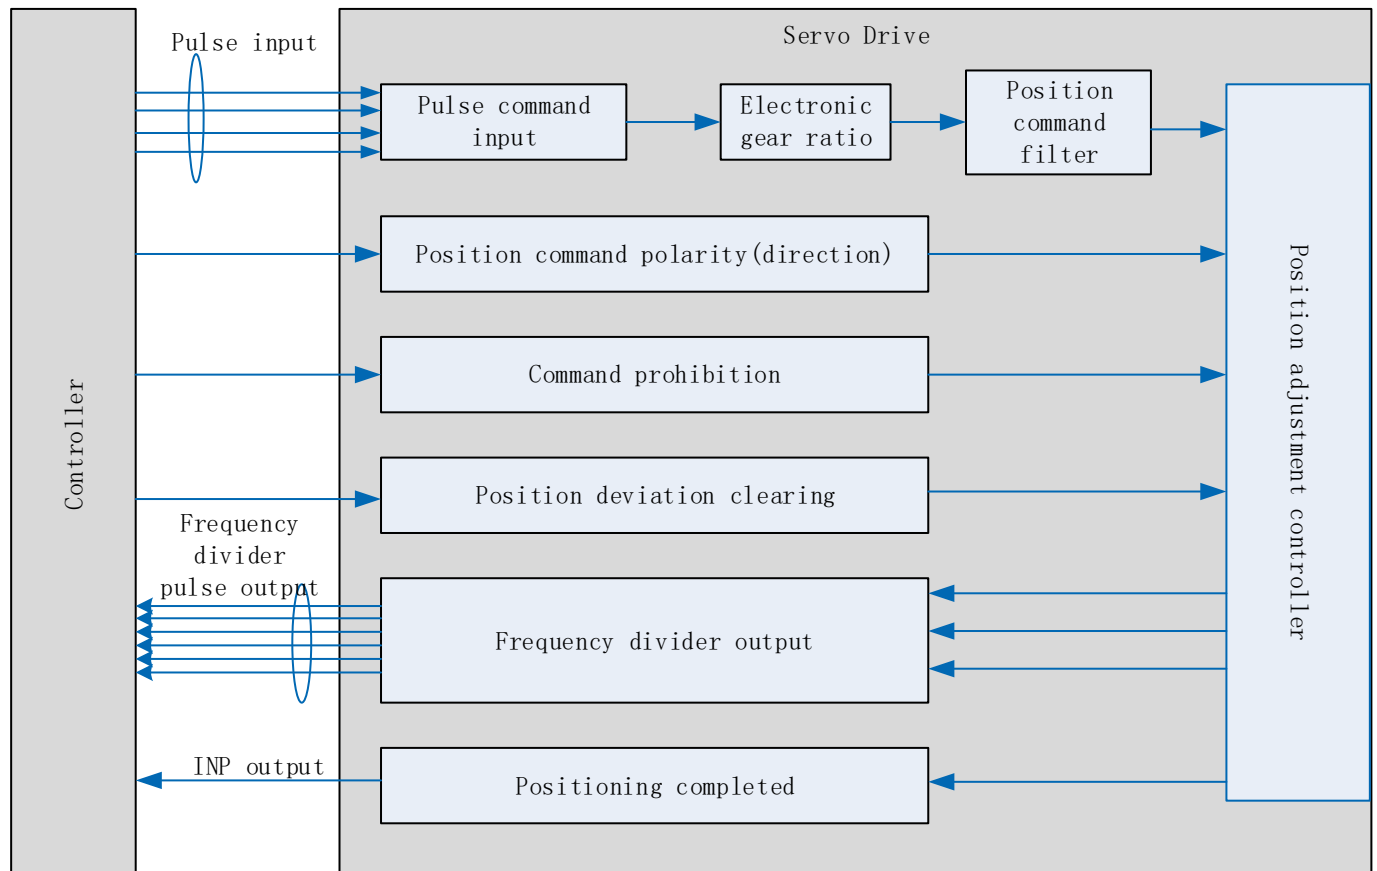 Servo Drive
Pulse input
Pulse command
input
Electronic
gear ratio
Position
command
filter
Position command polarity(direction)
Command prohibition
Position deviation clearing
Controller
Position adjustment controller
Frequency
divider
pulse output
Frequency divider output
INP output
Positioning completed